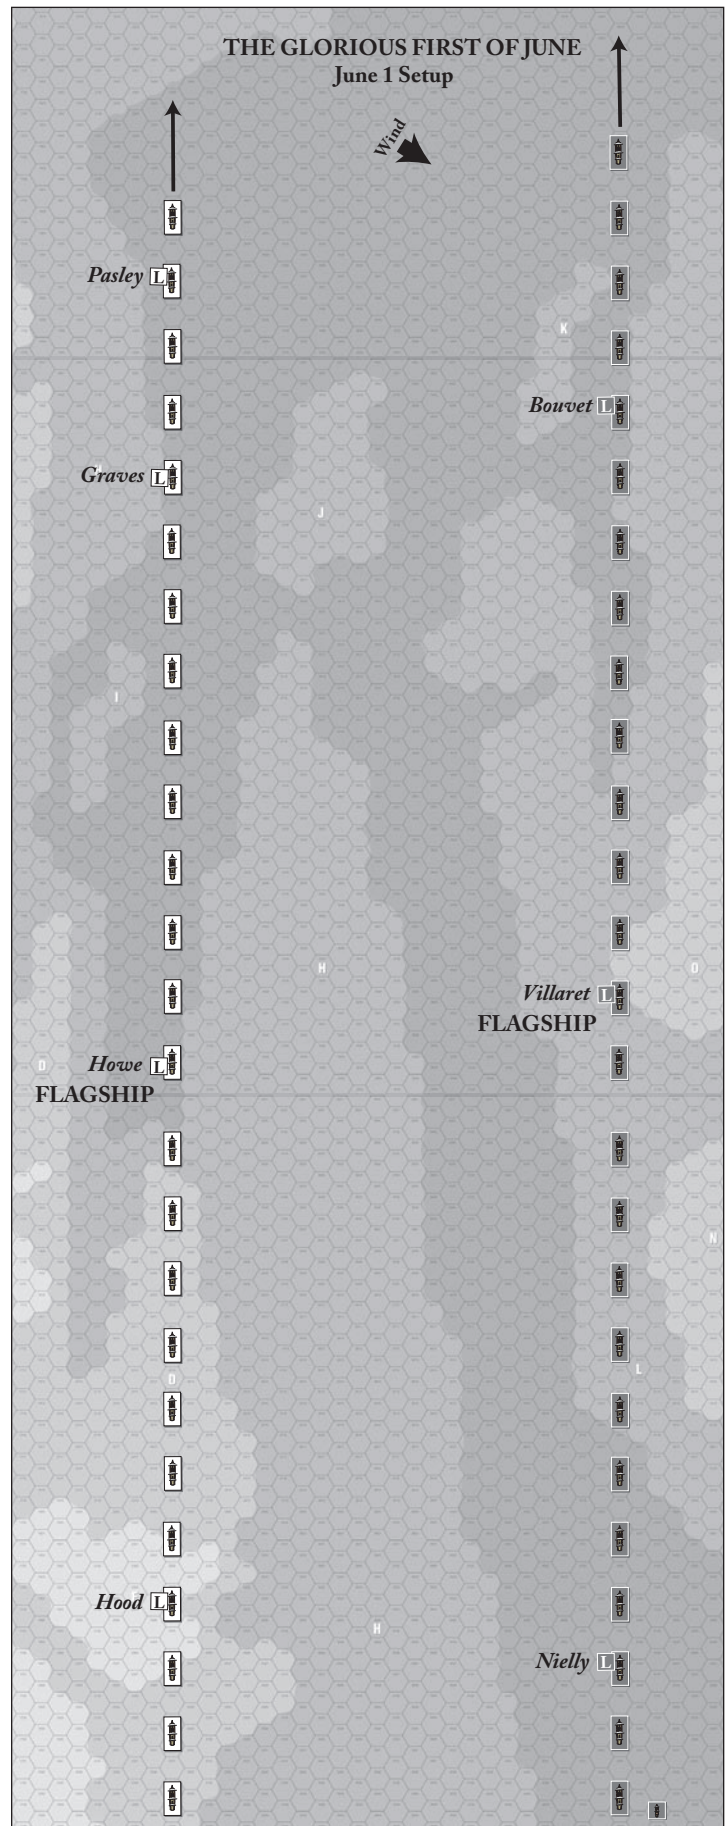 THE GLORIOUS FIRST OF JUNE
June 1 Setup
Wind
Pasley L
K
Bouvet L
Graves L
J
I
H
O
Villaret L
FLAGSHIP
D
Howe L
FLAGSHIP
N
L
D
Hood L
H
Nielly L